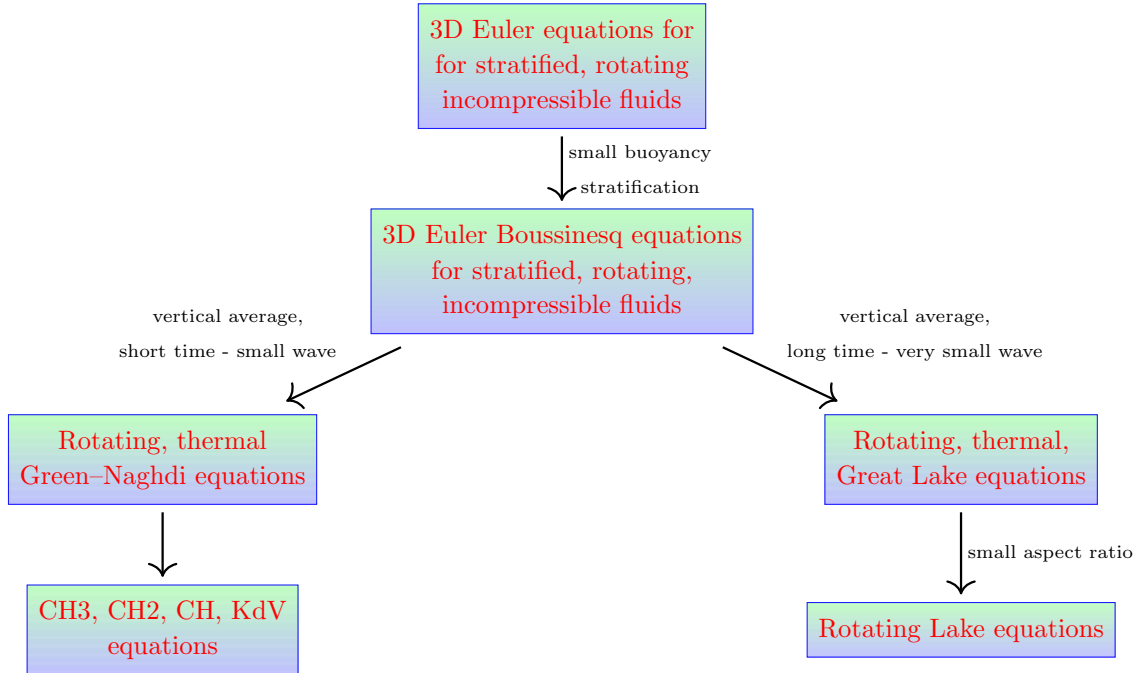 3D Euler equations for
for stratified, rotating
incompressible fluids
small buoyancy
stratification
3D Euler Boussinesq equations
for stratified, rotating,
incompressible fluids
vertical average,
short time - small wave
vertical average,
long time - very small wave
Rotating, thermal
Green–Naghdi equations
Rotating, thermal,
Great Lake equations
small aspect ratio
CH3, CH2, CH, KdV
equations
Rotating Lake equations